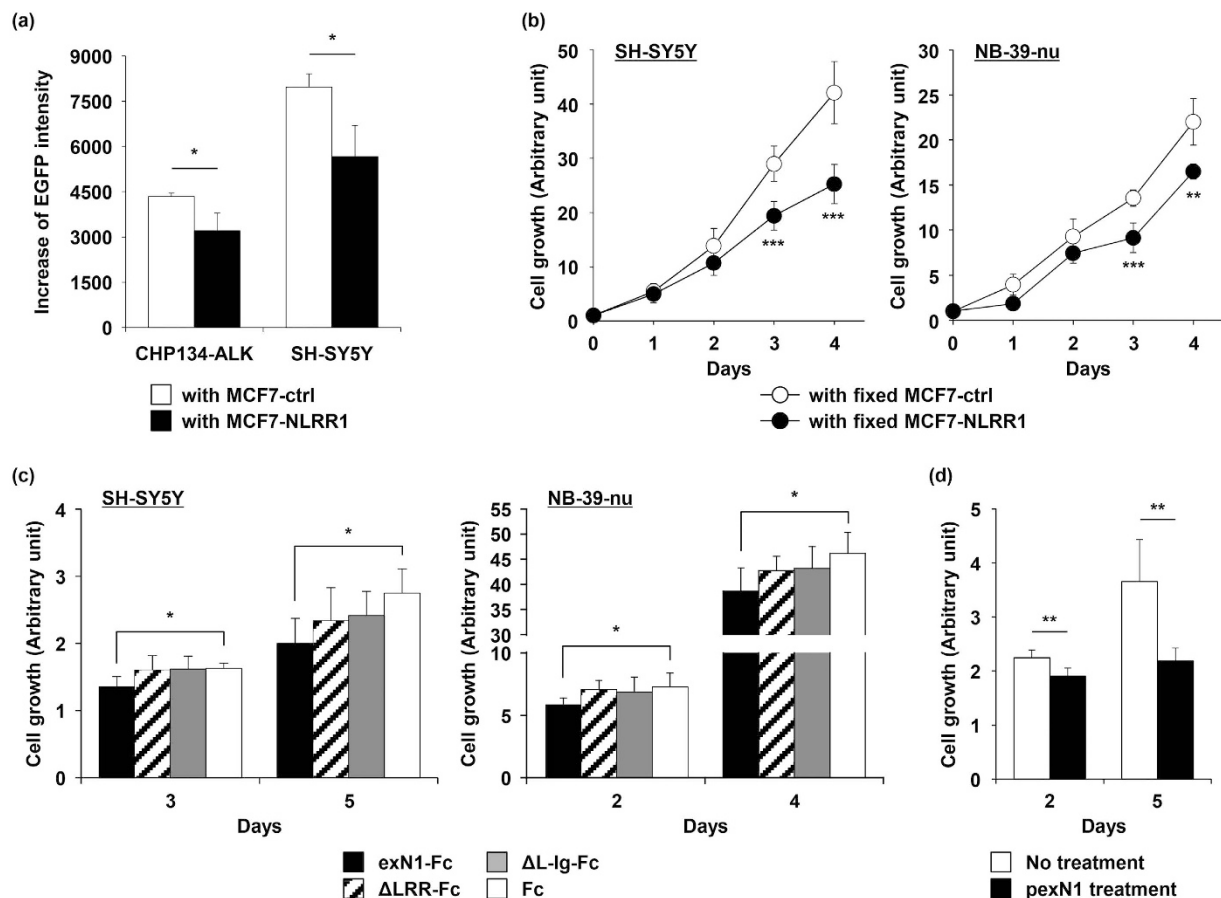 (a)
Increase of EGFP intensity
9000
7500
6000
4500
3000
1500
0
*
*
CHP134-ALK
SH-SY5Y
with MCF7-ctrl
with MCF7-NLRR1
(b)
SH-SY5Y
Cell growth (Arbitrary unit)
50
40
30
20
10
0
***
***
0 1 2 3 4
Days
NB-39-nu
Cell growth (Arbitrary unit)
30
25
20
15
10
5
0
***
**
0 1 2 3 4
Days
with fixed MCF7-ctrl
with fixed MCF7-NLRR1
(c)
SH-SY5Y
Cell growth (Arbitrary unit)
4
3
2
1
0
*
*
3 5
Days
NB-39-nu
Cell growth (Arbitrary unit)
55
50
45
40
35
30
10
5
0
*
*
2 4
Days
exN1-Fc
ΔL-Ig-Fc
ΔLRR-Fc
Fc
(d)
Cell growth (Arbitrary unit)
5
4
3
2
1
0
**
**
2 5
Days
No treatment
pexN1 treatment